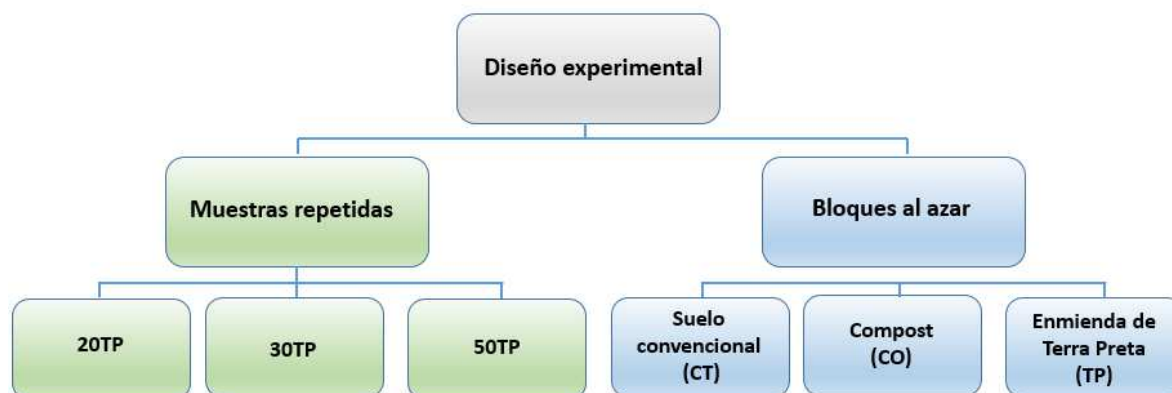 Diseño experimental
Muestras repetidas
Bloques al azar
20TP
30TP
50TP
Suelo
convencional
(CT)
Compost
(CO)
Enmienda de
Terra Preta
(TP)